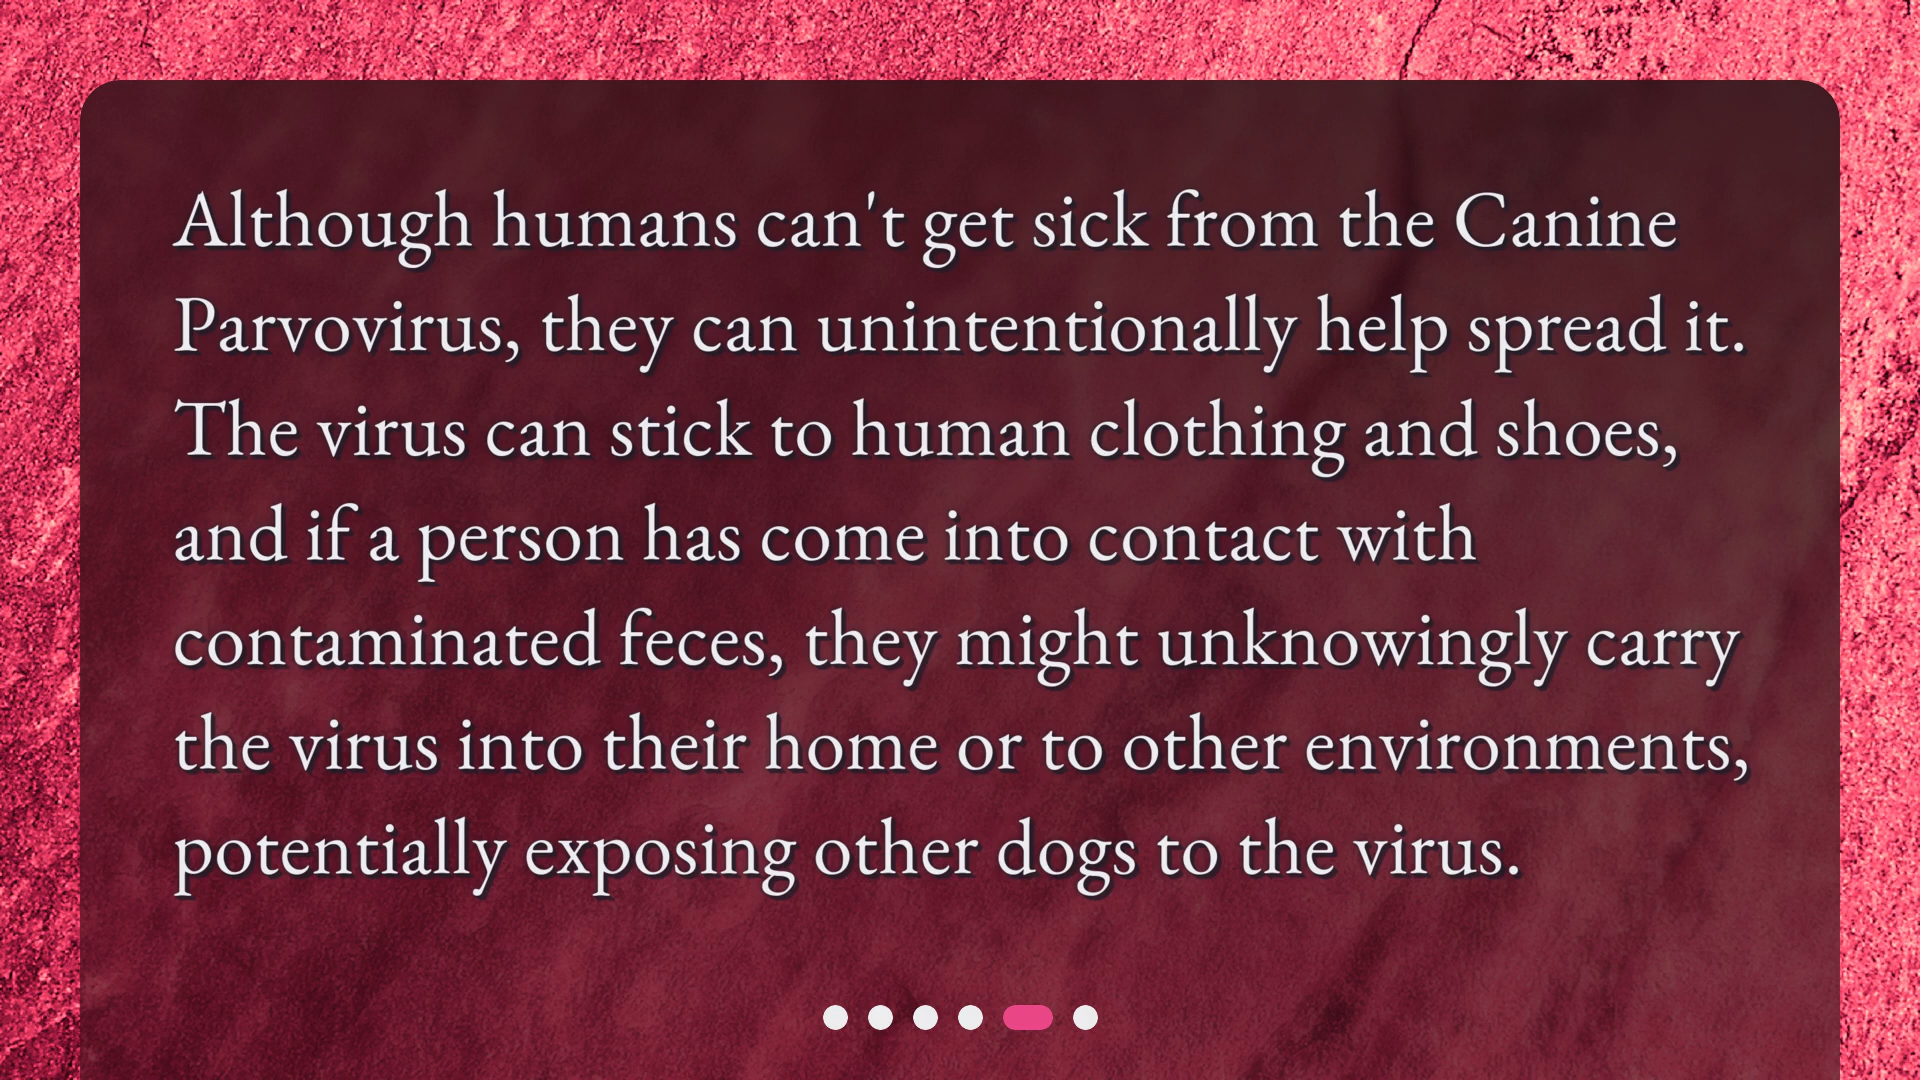 Although humans can't get sick from the Canine
Parvovirus, they can unintentionally help spread it.
The virus can stick to human clothing and shoes,
and if a person has come into contact with
contaminated feces, they might unknowingly carry
the virus into their home or to other environments,
potentially exposing other dogs to the virus.